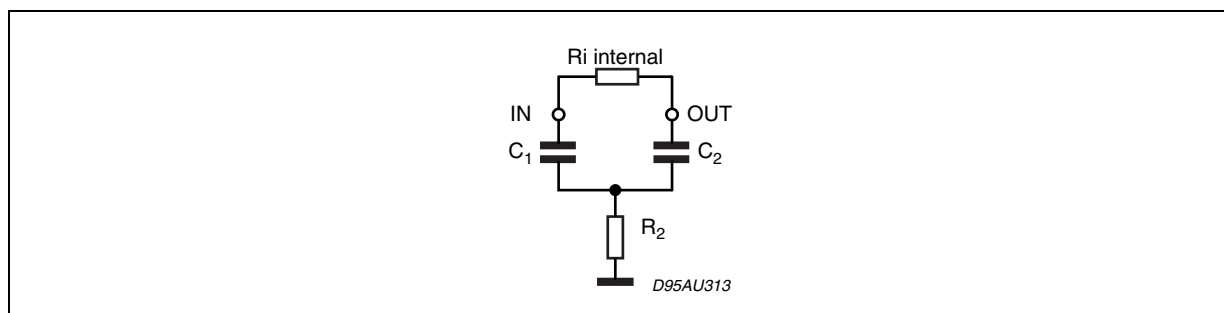 Ri internal
IN
OUT
C1
C2
R2
D95AU313